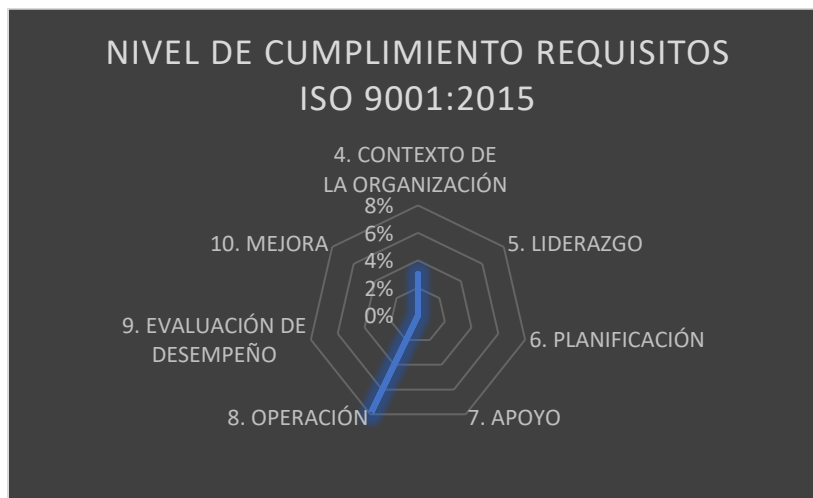 NIVEL DE CUMPLIMIENTO REQUISITOS
ISO 9001:2015
4. CONTEXTO DE
LA ORGANIZACIÓN
8%
6%
4%
2%
0%
5. LIDERAZGO
6. PLANIFICACIÓN
7. APOYO
8. OPERACIÓN
9. EVALUACIÓN DE
DESEMPEÑO
10. MEJORA